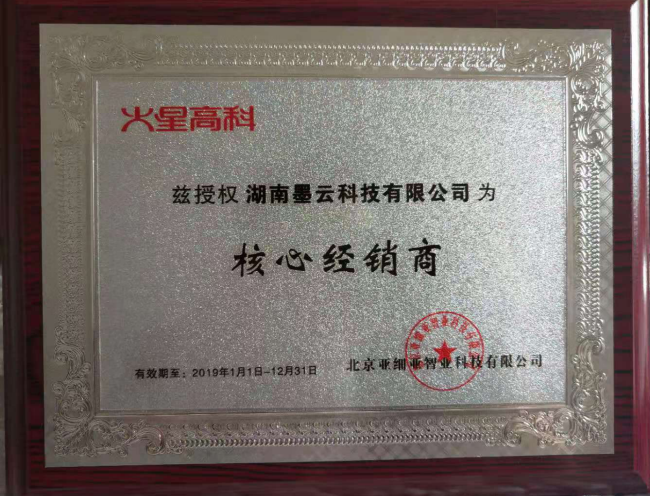 火星高科
兹授权 湖南墨云科技有限公司 为
核心经销商
有效期至：2019年1月1日-12月31日
北京亚细亚智业科技有限公司